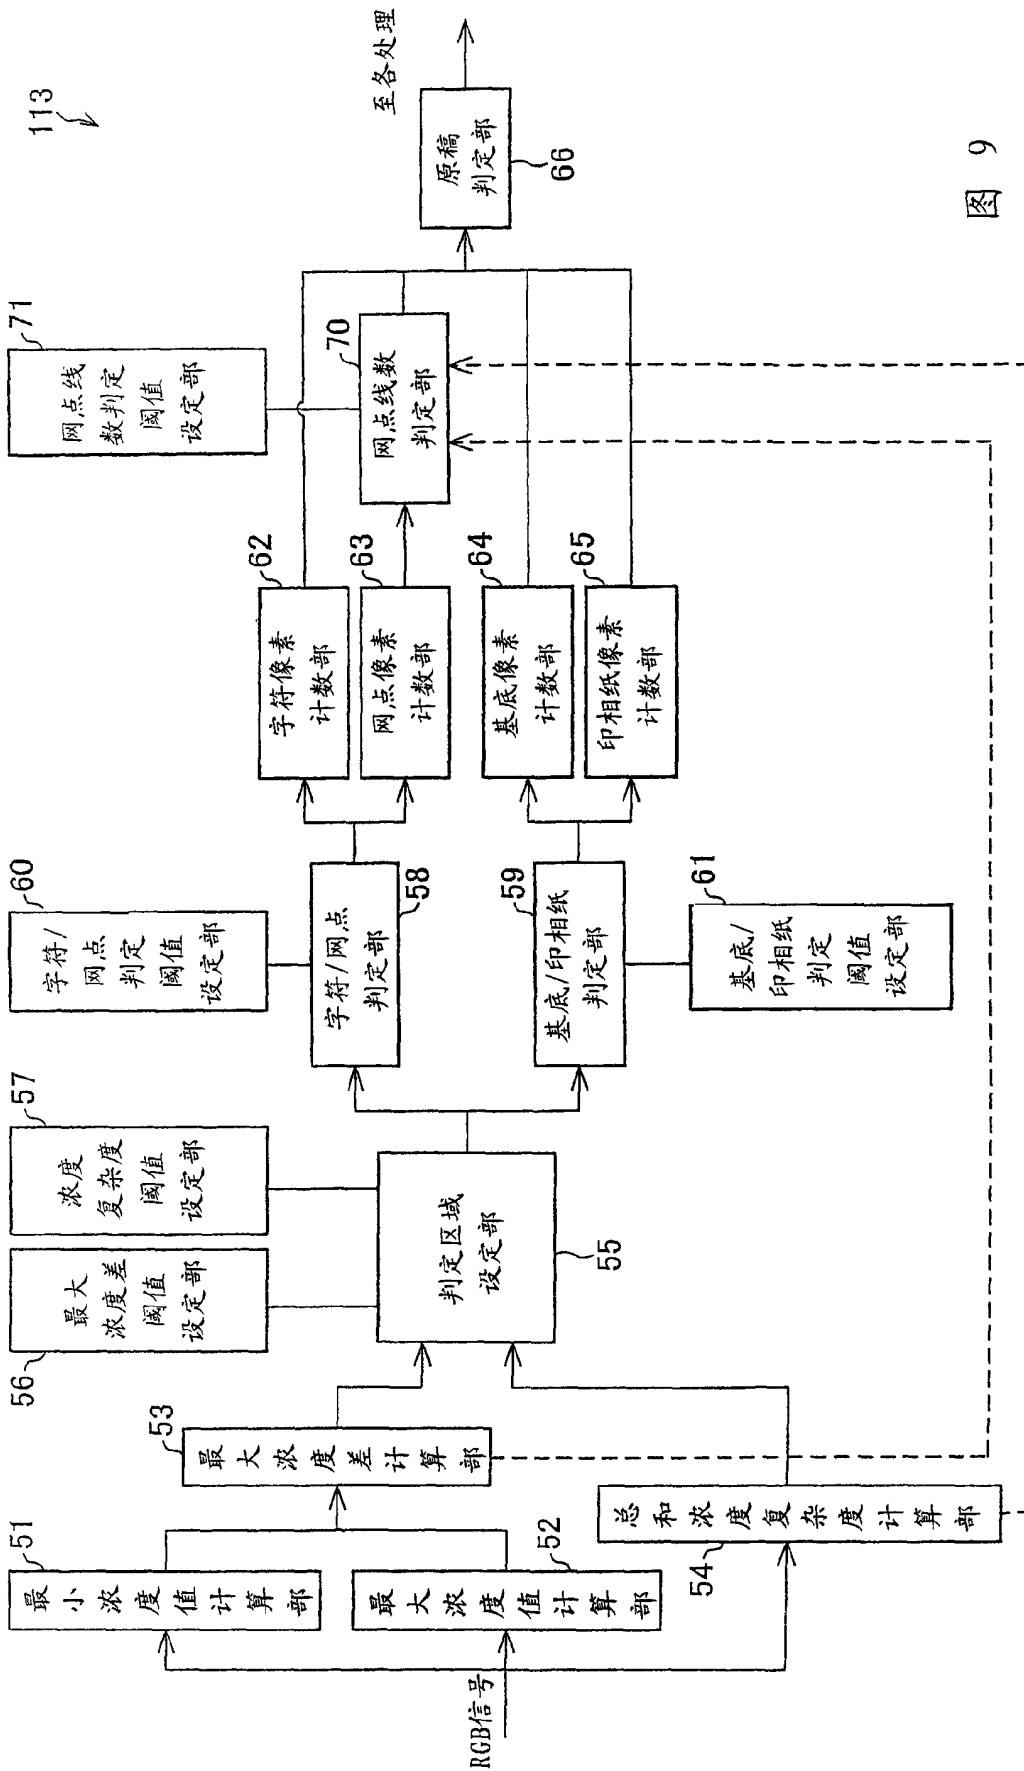 113
RGB信号
51
最小浓度值计算部
52
最大浓度值计算部
53
最大浓度差计算部
54
总和浓度复杂度计算部
55
判定区域
设定部
56
最大
浓度差
阈值
设定部
57
浓度
复杂度
阈值
设定部
58
字符/网点
判定部
59
基底/印相纸
判定部
60
字符/
网点
判定
阈值
设定部
61
基底/
印相纸
判定
阈值
设定部
62
字符像素
计数部
63
网点像素
计数部
64
基底像素
计数部
65
印相纸像素
计数部
70
网点线数
判定部
71
网点线
数判定
阈值
设定部
66
原稿
判定部
至各处理
图 9